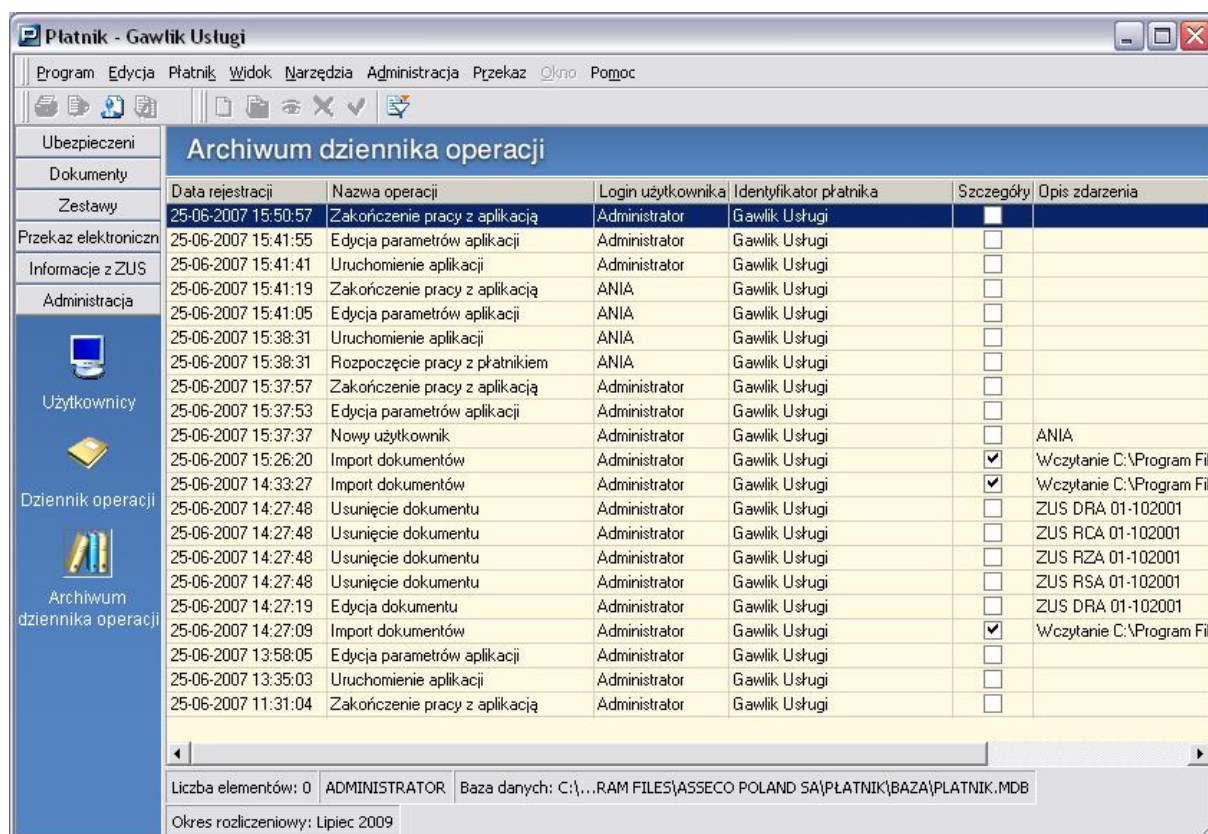 Płatnik - Gawlik Usługi
Program Edycja Płatnik Widok Narzędzia Administracja Przekaz Okno Pomoc
Ubezpieczeni
Dokumenty
Zestawy
Przekaz elektroniczn
Informacje z ZUS
Administracja
Użytkownicy
Dziennik operacji
Archiwum
dziennika operacji
Archiwum dziennika operacji
Data rejestracji Nazwa operacji Login użytkownika Identyfikator płatnika Szczegóły Opis zdarzenia
25-06-2007 15:50:57 Zakończenie pracy z aplikacją Administrator Gawlik Usługi
25-06-2007 15:41:55 Edycja parametrów aplikacji Administrator Gawlik Usługi
25-06-2007 15:41:41 Uruchomienie aplikacji Administrator Gawlik Usługi
25-06-2007 15:41:19 Zakończenie pracy z aplikacją ANIA Gawlik Usługi
25-06-2007 15:41:05 Edycja parametrów aplikacji ANIA Gawlik Usługi
25-06-2007 15:38:31 Uruchomienie aplikacji ANIA Gawlik Usługi
25-06-2007 15:38:31 Rozpoczęcie pracy z płatnikiem ANIA Gawlik Usługi
25-06-2007 15:37:57 Zakończenie pracy z aplikacją Administrator Gawlik Usługi
25-06-2007 15:37:53 Edycja parametrów aplikacji Administrator Gawlik Usługi
25-06-2007 15:37:37 Nowy użytkownik Administrator Gawlik Usługi ANIA
25-06-2007 15:26:20 Import dokumentów Administrator Gawlik Usługi Wczytanie C:\Program Fil
25-06-2007 14:33:27 Import dokumentów Administrator Gawlik Usługi Wczytanie C:\Program Fil
25-06-2007 14:27:48 Usunięcie dokumentu Administrator Gawlik Usługi ZUS DRA 01-102001
25-06-2007 14:27:48 Usunięcie dokumentu Administrator Gawlik Usługi ZUS RCA 01-102001
25-06-2007 14:27:48 Usunięcie dokumentu Administrator Gawlik Usługi ZUS RZA 01-102001
25-06-2007 14:27:48 Usunięcie dokumentu Administrator Gawlik Usługi ZUS RSA 01-102001
25-06-2007 14:27:19 Edycja dokumentu Administrator Gawlik Usługi ZUS DRA 01-102001
25-06-2007 14:27:09 Import dokumentów Administrator Gawlik Usługi Wczytanie C:\Program Fil
25-06-2007 13:58:05 Edycja parametrów aplikacji Administrator Gawlik Usługi
25-06-2007 13:35:03 Uruchomienie aplikacji Administrator Gawlik Usługi
25-06-2007 11:31:04 Zakończenie pracy z aplikacją Administrator Gawlik Usługi
Liczba elementów: 0 ADMINISTRATOR Baza danych: C:\...RAM FILES\ASSECO POLAND SA\PŁATNIK\BAZA\PLATNIK.MDB
Okres rozliczeniowy: Lipiec 2009